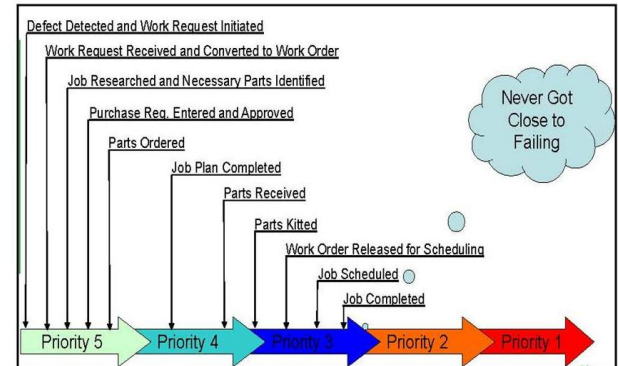 Defect Detected and Work Request Initiated
Work Request Received and Converted to Work Order
Job Researched and Necessary Parts Identified
Purchase Req. Entered and Approved
Parts Ordered
Job Plan Completed
Parts Received
Parts Kitted
Work Order Released for Scheduling
Job Scheduled
Job Completed
Never Got
Close to
Failing
Priority 5
Priority 4
Priority 3
Priority 2
Priority 1